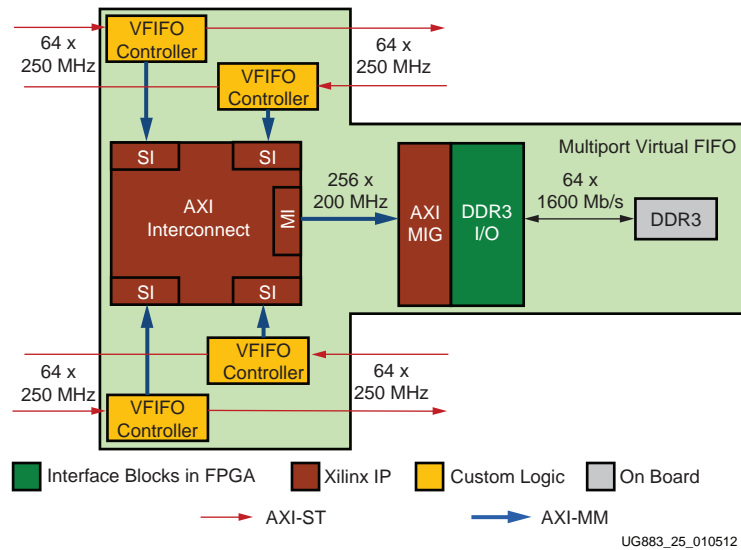 VFIFO
Controller
64 x
250 MHz
64 x
250 MHz
VFIFO
Controller
SI
SI
Multiport Virtual FIFO
AXI
Interconnect
MI
256 x
200 MHz
AXI
MIG
DDR3
I/O
64 x
1600 Mb/s
DDR3
SI
SI
VFIFO
Controller
64 x
250 MHz
64 x
250 MHz
VFIFO
Controller
Interface Blocks in FPGA
Xilinx IP
Custom Logic
On Board
AXI-ST
AXI-MM
UG883_25_010512